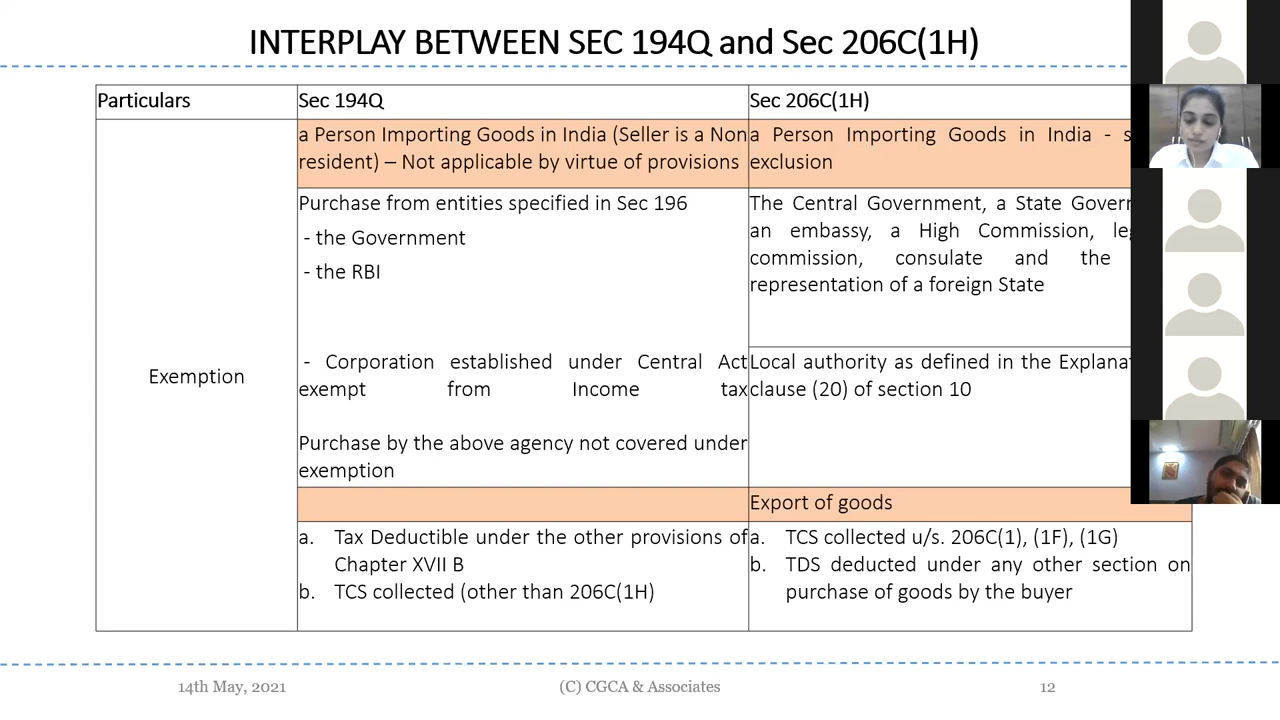 INTERPLAY BETWEEN SEC 194Q and Sec 206C(1H)
Particulars
Sec 194Q
Sec 206C(1H)
Exemption
a Person Importing Goods in India (Seller is a Non
resident) – Not applicable by virtue of provisions
a Person Importing Goods in India -
exclusion
Purchase from entities specified in Sec 196
- the Government
- the RBI
- Corporation established under Central Act
exempt from Income tax
Purchase by the above agency not covered under
exemption
The Central Government, a State
an embassy, a High Commission,
commission, consulate and the
representation of a foreign State
Local authority as defined in the
clause (20) of section 10
Export of goods
a. Tax Deductible under the other provisions of
Chapter XVII B
b. TCS collected (other than 206C(1H)
a. TCS collected u/s. 206C(1), (1F), (1G)
b. TDS deducted under any other section on
purchase of goods by the buyer
14th May, 2021
(C) CGCA & Associates
12